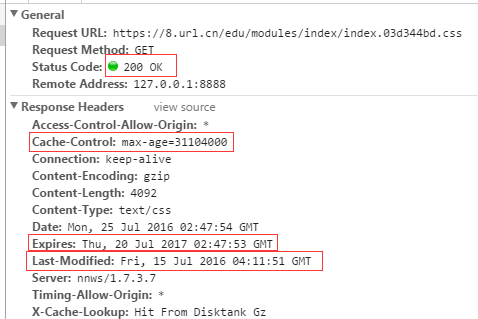 General
Request URL: https://8.url.cn/edu/modules/index/index.03d344bd.css
Request Method: GET
Status Code: 200 OK
Remote Address: 127.0.0.1:8888
Response Headers view source
Access-Control-Allow-Origin: *
Cache-Control: max-age=31104000
Connection: keep-alive
Content-Encoding: gzip
Content-Length: 4092
Content-Type: text/css
Date: Mon, 25 Jul 2016 02:47:54 GMT
Expires: Thu, 20 Jul 2017 02:47:53 GMT
Last-Modified: Fri, 15 Jul 2016 04:11:51 GMT
Server: nnws/1.7.3.7
Timing-Allow-Origin: *
X-Cache-Lookup: Hit From Disktank Gz